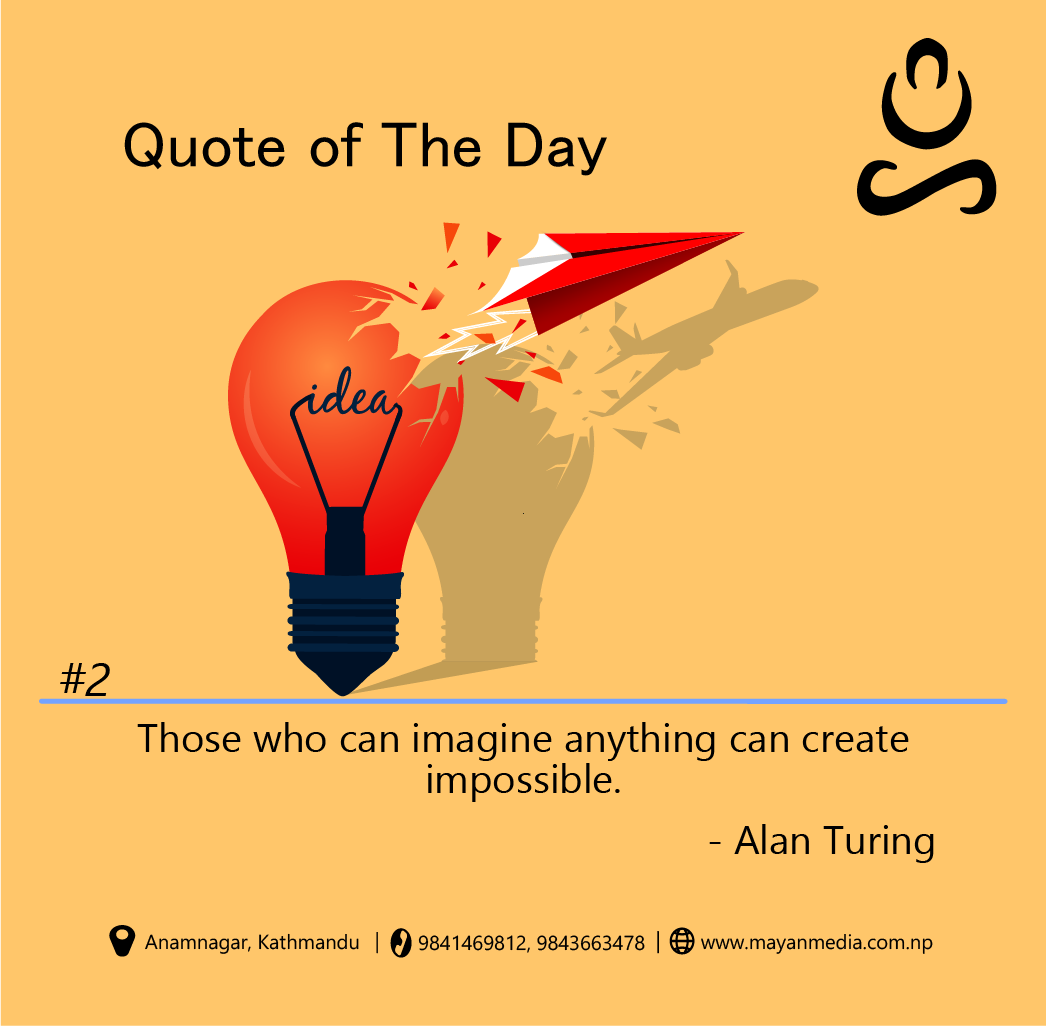 Quote of The Day
idea
#2
Those who can imagine anything can create
impossible.
- Alan Turing
Anamnagar, Kathmandu | 9841469812, 9843663478 | www.mayanmedia.com.np